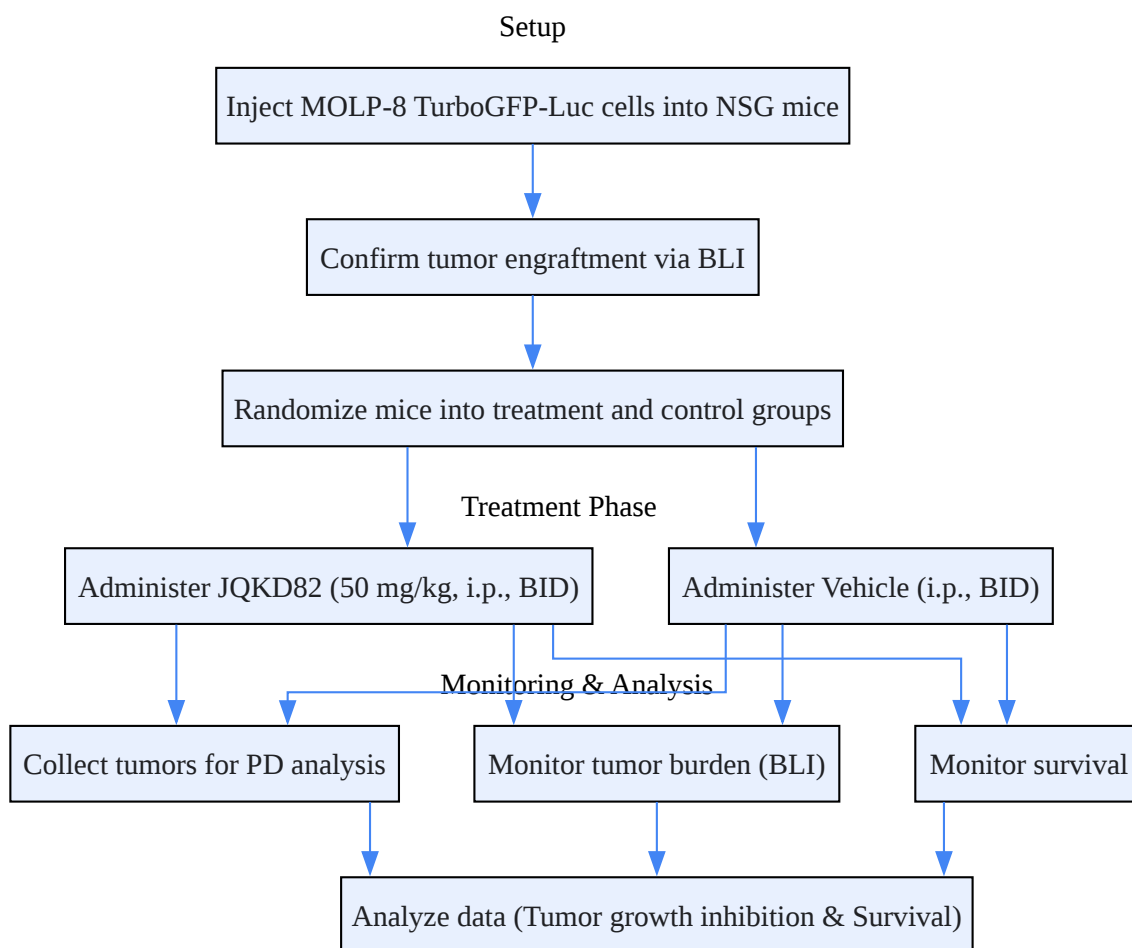 Setup
Inject MOLP-8 TurboGFP-Luc cells into NSG mice
Confirm tumor engraftment via BLI
Randomize mice into treatment and control groups
Treatment Phase
Administer JQKD82 (50 mg/kg, i.p., BID)
Administer Vehicle (i.p., BID)
Monitoring & Analysis
Collect tumors for PD analysis
Monitor tumor burden (BLI)
Monitor survival
Analyze data (Tumor growth inhibition & Survival)